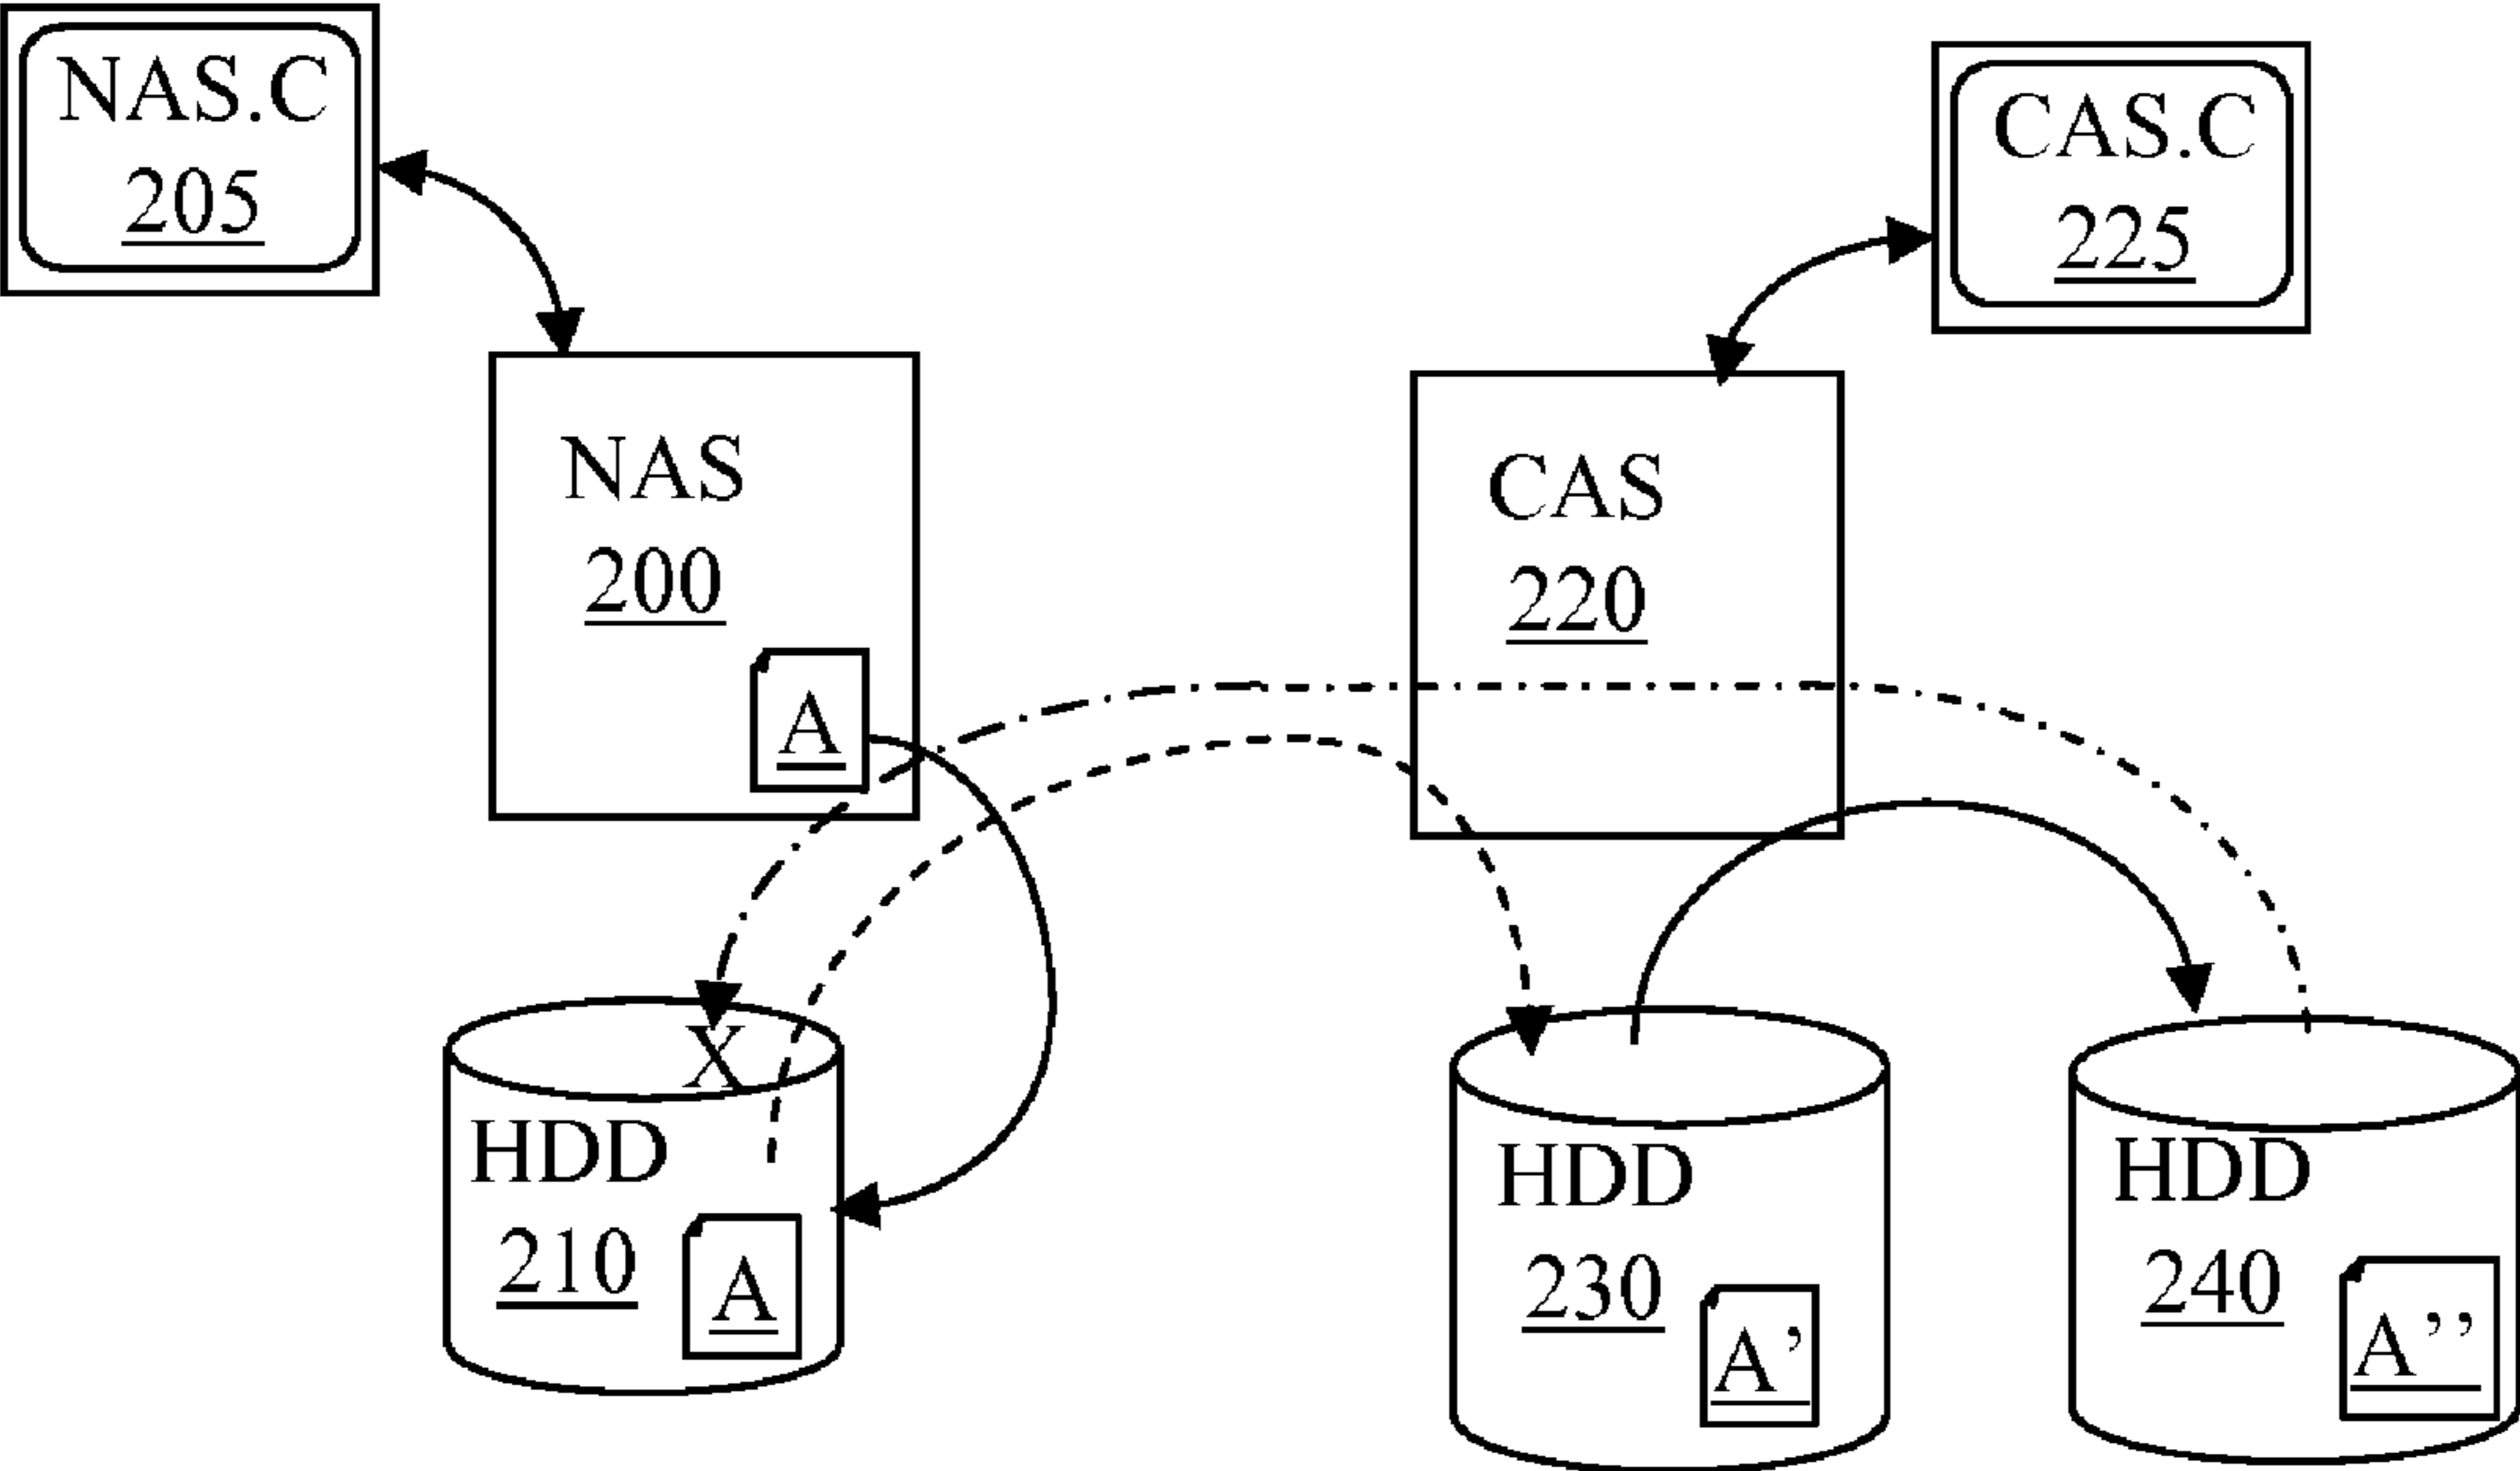 NAS.C
205
CAS.C
225
NAS
200
A
CAS
220
X
HDD
210
A
HDD
230
A’
HDD
240
A’’